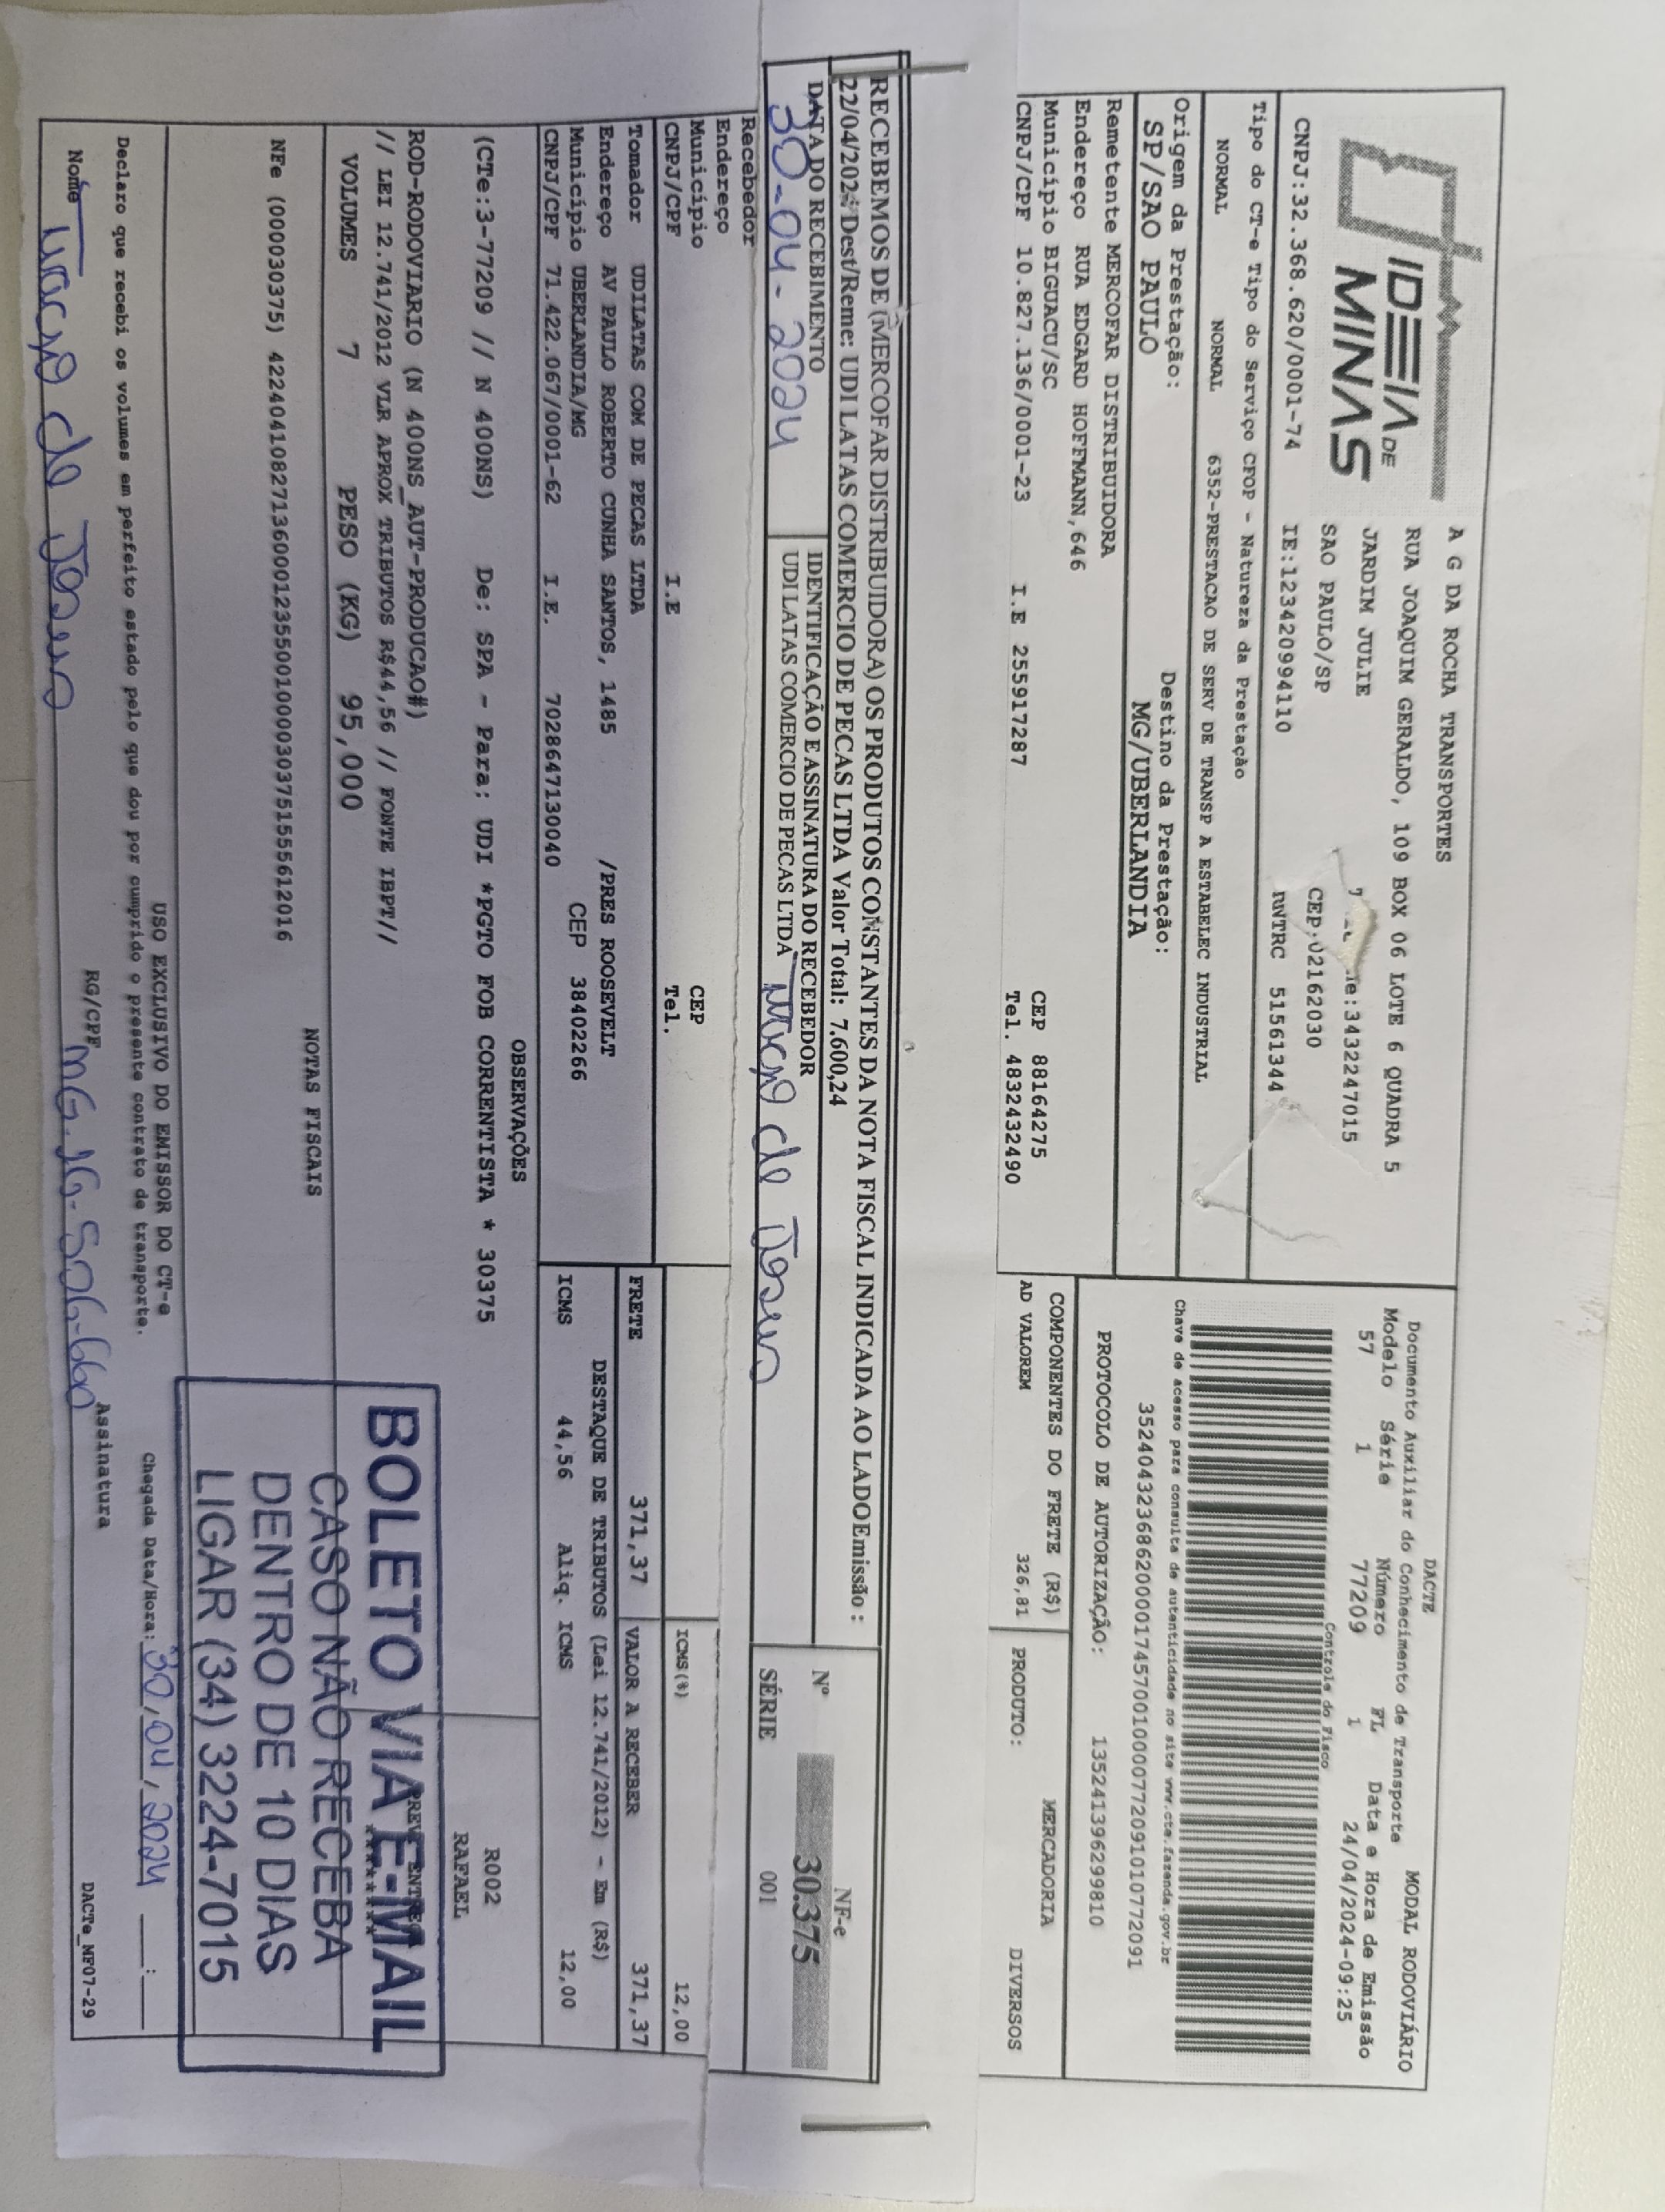 IDEIA DE
MINAS
A G DA ROCHA TRANSPORTES
RUA JOAQUIM GERALDO, 109 BOX 06 LOTE 6 QUADRA 5
JARDIM JULIE :3432247015
SAO PAULO/SP CEP:02162030
CNPJ:32.368.620/0001-74 IE:123420994110 RNTRC 51561344
Tipo do CT-e Tipo do Serviço CFOP - Natureza da Prestação
NORMAL NORMAL 6352-PRESTACAO DE SERV DE TRANSP A ESTABELEC INDUSTRIAL
Origem da Prestação: Destino da Prestação:
SP/SAO PAULO MG/UBERLANDIA
Remetente MERCOFAR DISTRIBUIDORA
Endereço RUA EDGARD HOFFMANN,646
Município BIGUACU/SC CEP 88164275
CNPJ/CPF 10.827.136/0001-23 I.E 255917287 Tel. 4832432490
DACTE
Documento Auxiliar do Conhecimento de Transporte MODAL RODOVIÁRIO
Modelo Série Número FL Data e Hora de Emissão
57 1 77209 1 24/04/2024-09:25
Controle do Fisco
Chave de acesso para consulta de autenticidade no site www.cte.fazenda.gov.br
35240432368620000174570010000772091010772091
PROTOCOLO DE AUTORIZAÇÃO: 135241396299810
COMPONENTES DO FRETE (R$) MERCADORIA
AD VALOREM 326,81 PRODUTO: DIVERSOS
RECEBEMOS DE (MERCOFAR DISTRIBUIDORA) OS PRODUTOS CONSTANTES DA NOTA FISCAL INDICADA AO LADOEmissão :
22/04/2024 Dest/Reme: UDI LATAS COMERCIO DE PECAS LTDA Valor Total: 7.600,24
DATA DO RECEBIMENTO IDENTIFICAÇÃO E ASSINATURA DO RECEBEDOR
30-04-2024 UDI LATAS COMERCIO DE PECAS LTDA de Jesus
NF-e
Nº 30.375
SÉRIE 001
Recebedor
Endereço
Município CEP
CNPJ/CPF I.E Tel.
ICMS(%) 12,00
Tomador UDILATAS COM DE PECAS LTDA
Endereço AV PAULO ROBERTO CUNHA SANTOS, 1485 /PRES ROOSEVELT
Município UBERLANDIA/MG CEP 38402266
CNPJ/CPF 71.422.067/0001-62 I.E. 7028647130040
FRETE 371,37 VALOR A RECEBER 371,37
DESTAQUE DE TRIBUTOS (Lei 12.741/2012) - Em (R$)
ICMS 44,56 Aliq. ICMS 12,00
OBSERVAÇÕES
(CTe:3-77209 // N 400NS) De: SPA - Para: UDI *PGTO FOB CORRENTISTA * 30375
R002
RAFAEL
ROD-RODOVIARIO (N 400NS_AUT-PRODUCAO#)
// LEI 12.741/2012 VLR APROX TRIBUTOS R$44,56 // FONTE IBPT//
VOLUMES 7 PESO (KG) 95,000
NOTAS FISCAIS
NFe (000030375) 42240410827136000123550010000303751555612016
BOLETO VIA E-MAIL
CASO NÃO RECEBA
DENTRO DE 10 DIAS
LIGAR (34) 3224-7015
USO EXCLUSIVO DO EMISSOR DO CT-e
Declaro que recebi os volumes em perfeito estado pelo que dou por cumprido o presente contrato de transporte.
Chegada Data/Hora: 30/04/2024 __:__
Nome de Jesus RG/CPF MG.16-506-660 Assinatura
DACTe_MF07-29